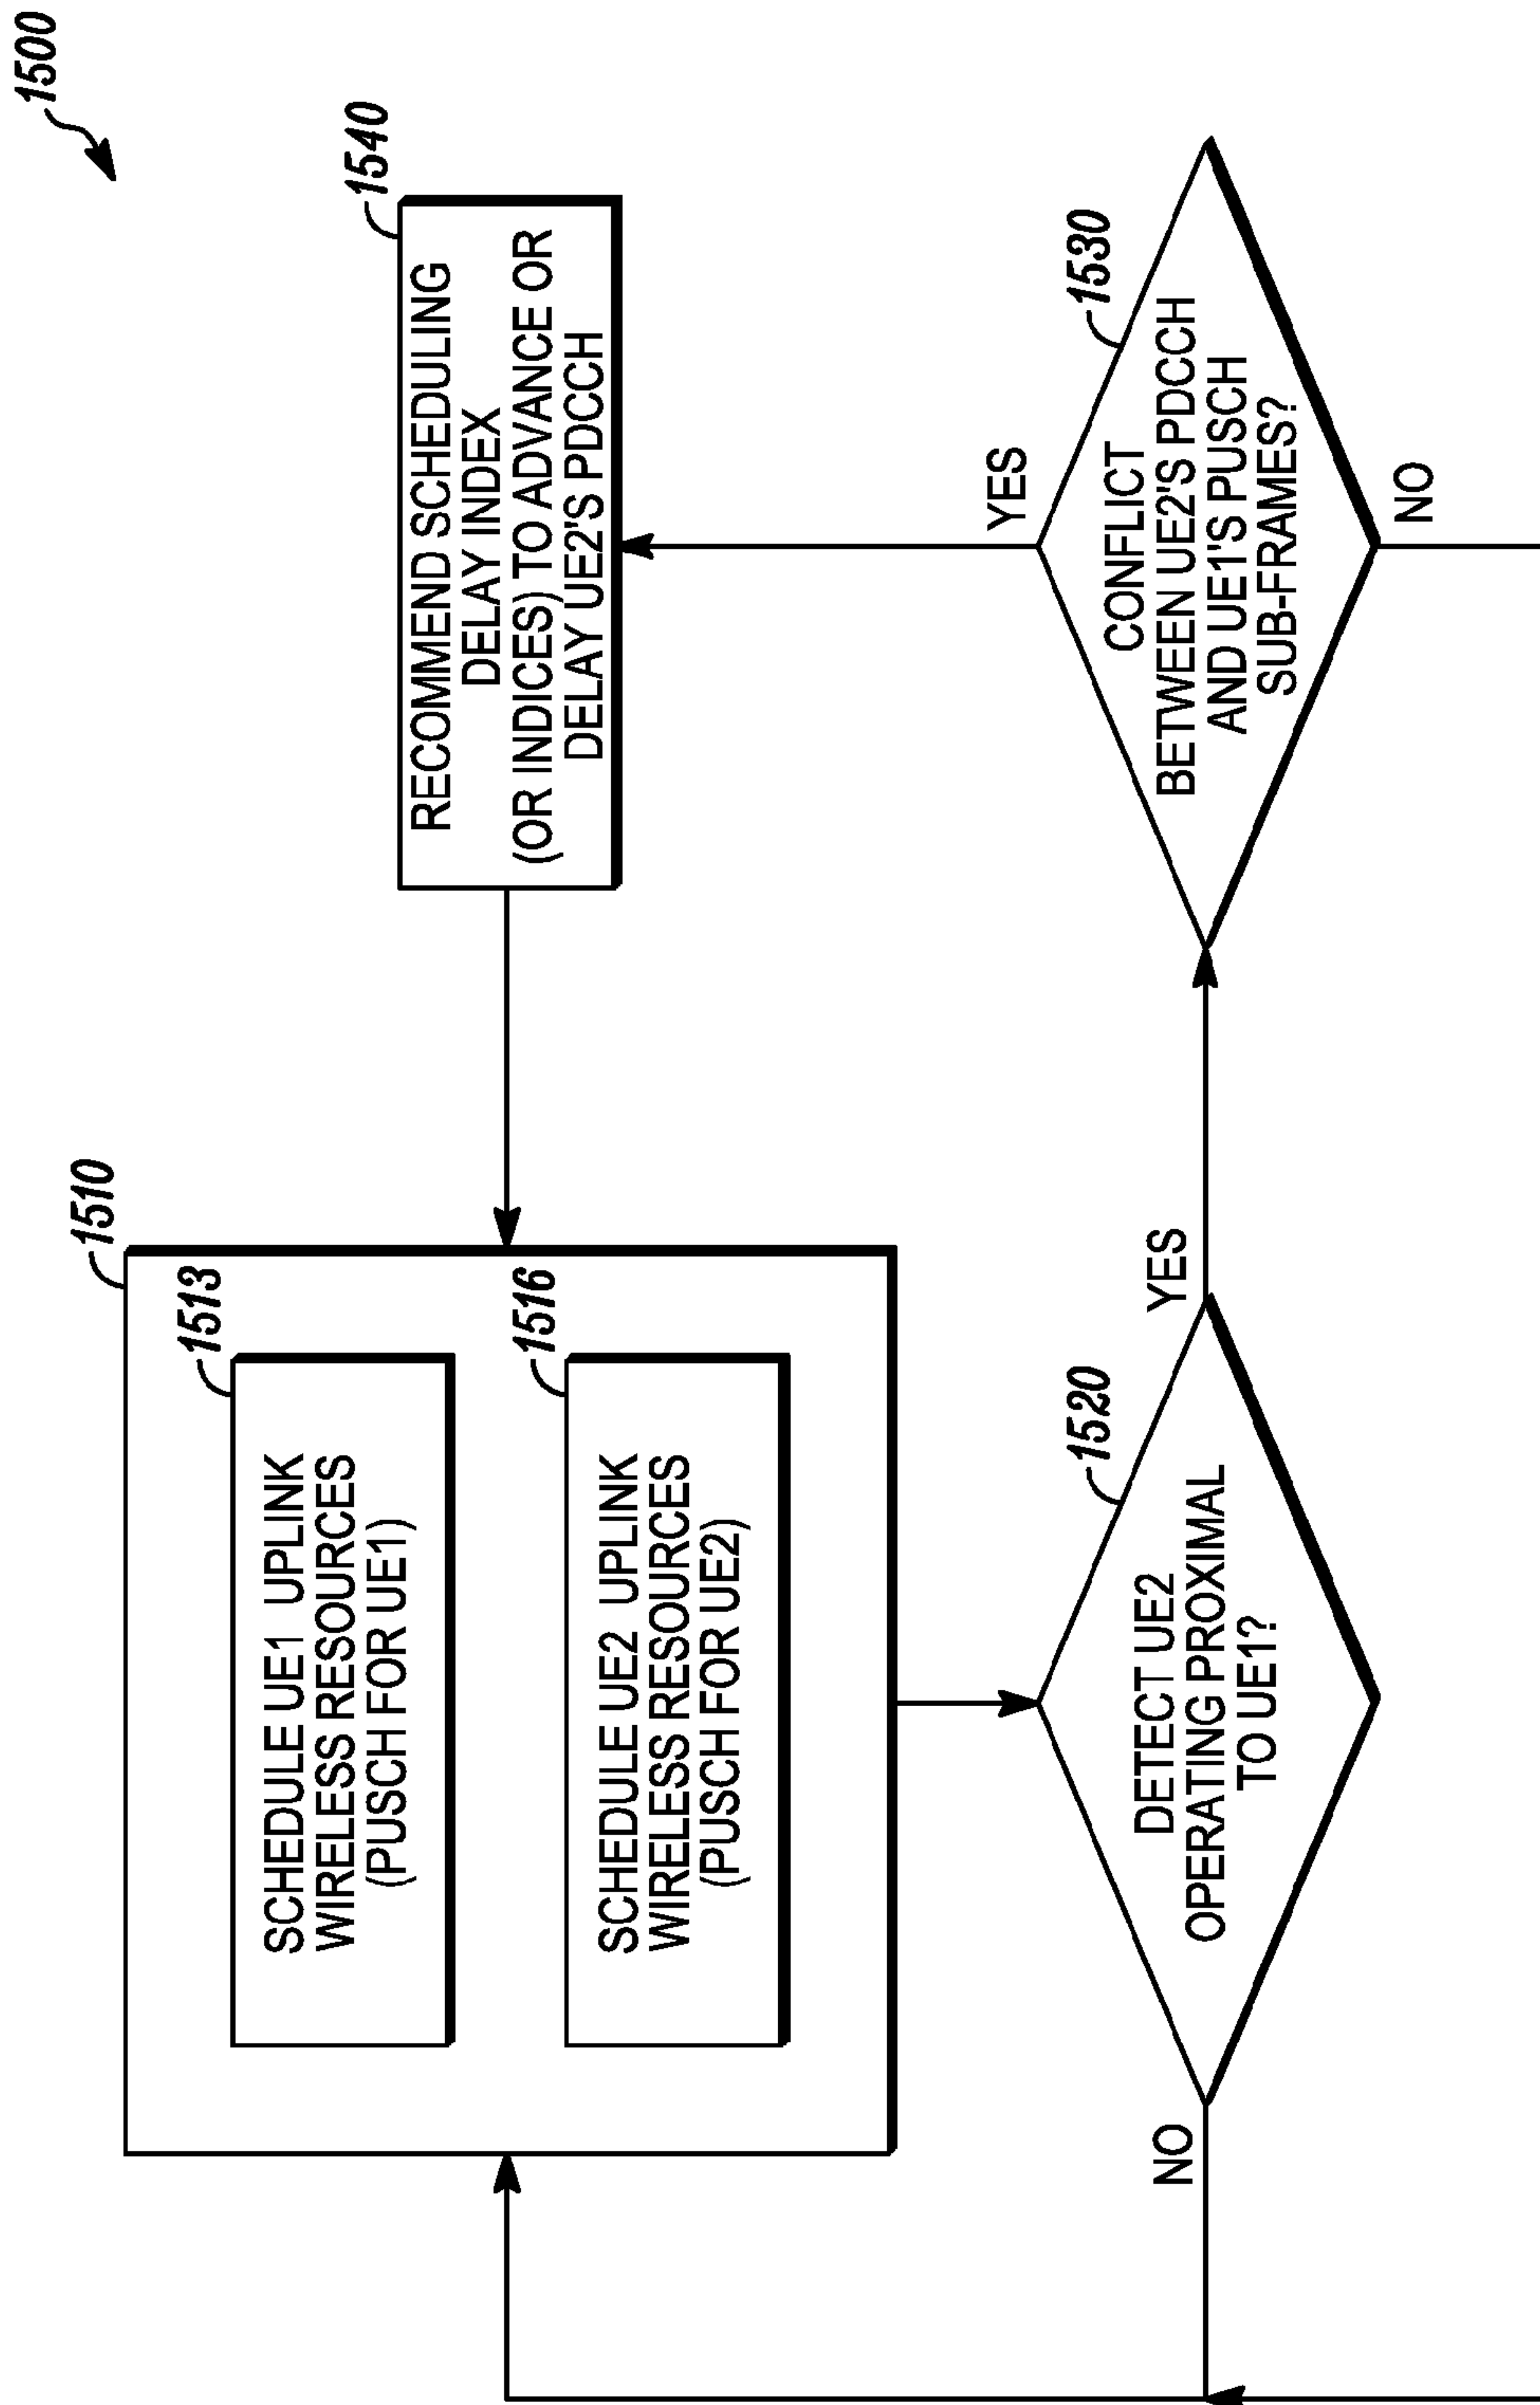 1500
1510
1513
SCHEDULE UE1 UPLINK
WIRELESS RESOURCES
(PUSCH FOR UE1)
1516
SCHEDULE UE2 UPLINK
WIRELESS RESOURCES
(PUSCH FOR UE2)
1540
RECOMMEND SCHEDULING
DELAY INDEX
(OR INDICES) TO ADVANCE OR
DELAY UE2'S PDCCH
1520
DETECT UE2
OPERATING PROXIMAL
TO UE1?
NO
YES
1530
CONFLICT
BETWEEN UE2'S PDCCH
AND UE1'S PUSCH
SUB-FRAMES?
YES
NO